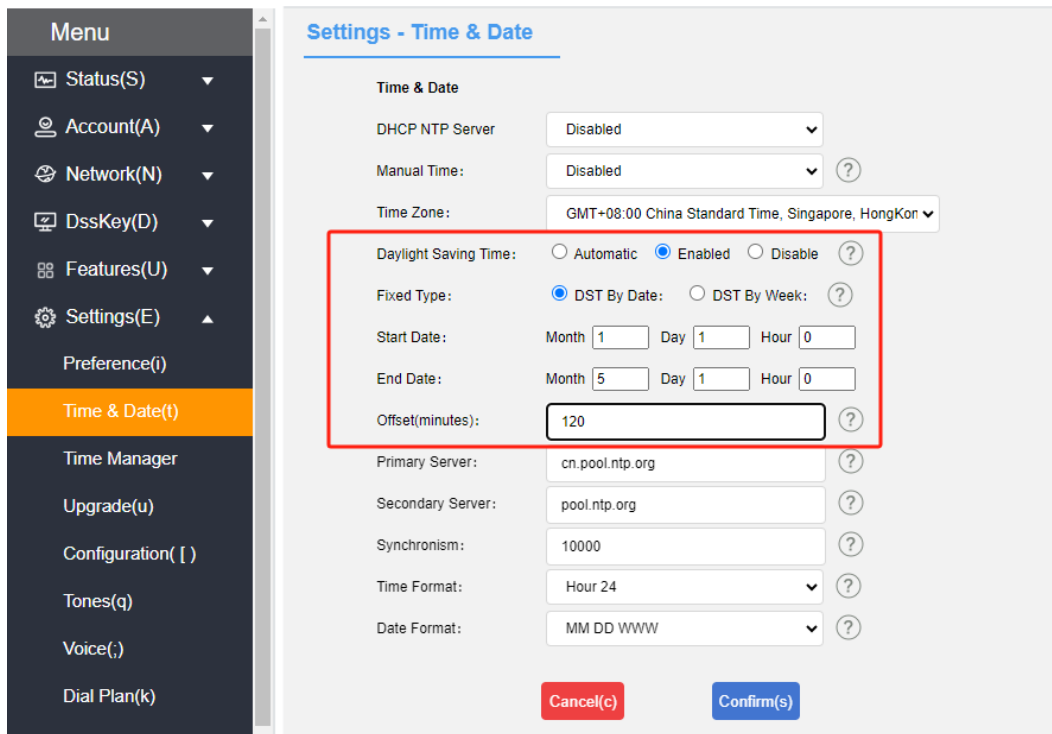 Menu
Status(S)
Account(A)
Network(N)
DssKey(D)
Features(U)
Settings(E)
Preference(i)
Time & Date(t)
Time Manager
Upgrade(u)
Configuration( [ )
Tones(q)
Voice(;)
Dial Plan(k)
Settings - Time & Date
Time & Date
DHCP NTP Server Disabled
Manual Time: Disabled ?
Time Zone: GMT+08:00 China Standard Time, Singapore, HongKon
Daylight Saving Time: Automatic Enabled Disable ?
Fixed Type: DST By Date: DST By Week: ?
Start Date: Month 1 Day 1 Hour 0
End Date: Month 5 Day 1 Hour 0
Offset(minutes): 120 ?
Primary Server: cn.pool.ntp.org ?
Secondary Server: pool.ntp.org ?
Synchronism: 10000 ?
Time Format: Hour 24 ?
Date Format: MM DD WWW ?
Cancel(c) Confirm(s)